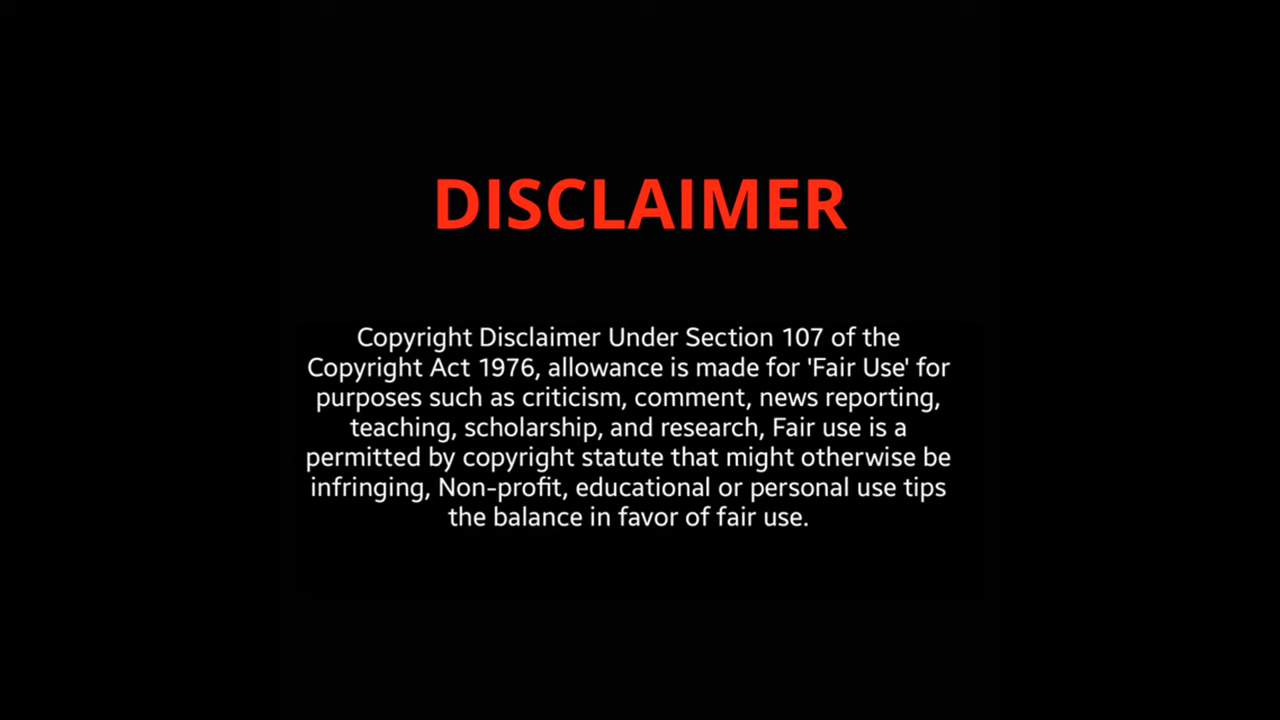 DISCLAIMER
Copyright Disclaimer Under Section 107 of the
Copyright Act 1976, allowance is made for 'Fair Use' for
purposes such as criticism, comment, news reporting,
teaching, scholarship, and research, Fair use is a
permitted by copyright statute that might otherwise be
infringing, Non-profit, educational or personal use tips
the balance in favor of fair use.